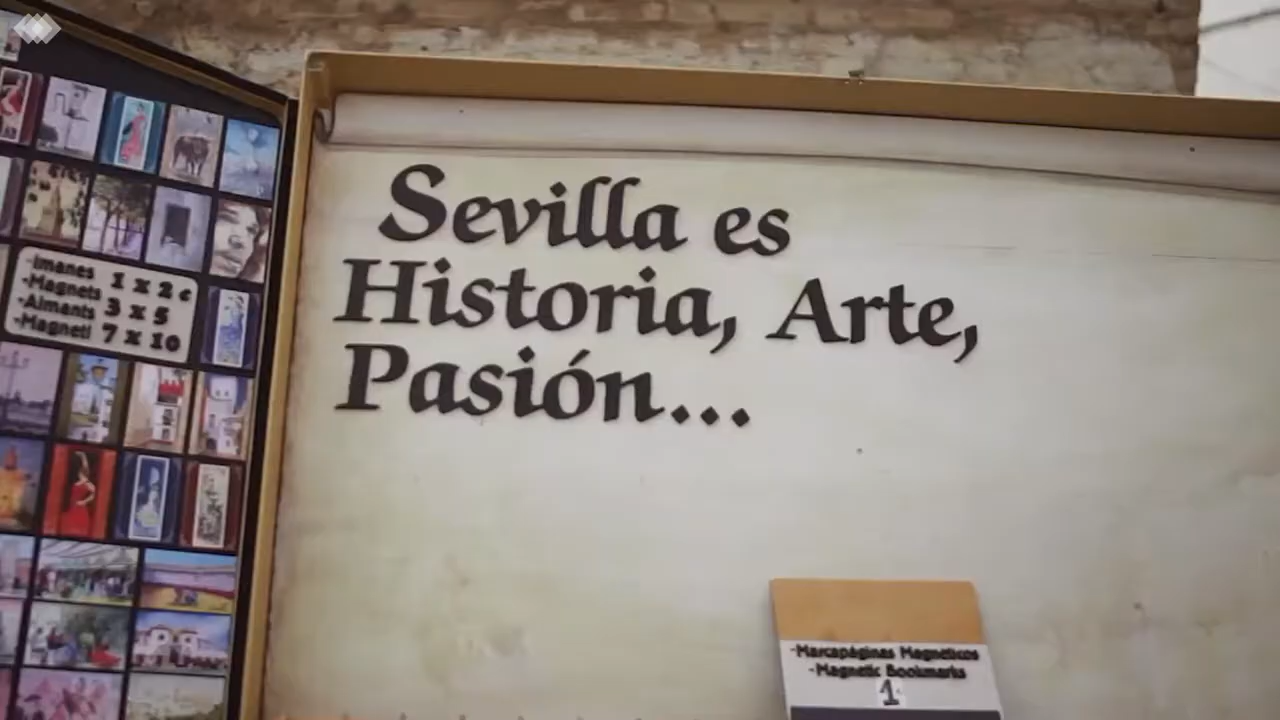 Sevilla es
Historia, Arte,
Pasión...
-Imanes 1 x 2 €
-Magnets
-Aimants 3 x 5
-Magneti 7 x 10
-Marcapáginas Magnéticos
-Magnetic Bookmarks
1